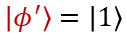 |ϕ′⟩ = |1⟩